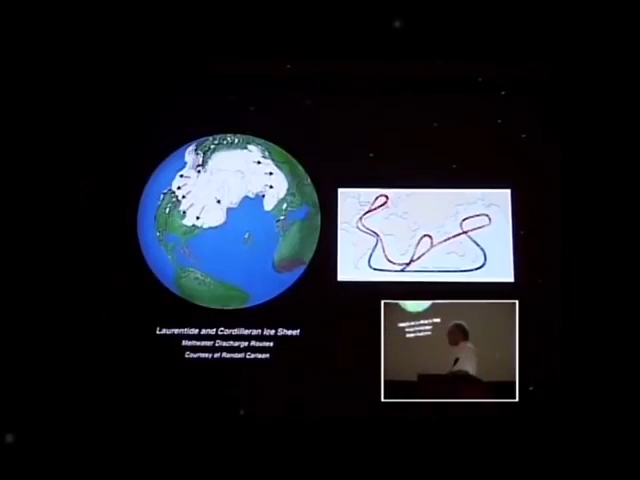 Laurentide and Cordilleran Ice Sheet
Meltwater Discharge Routes
Courtesy of Randall Carlson